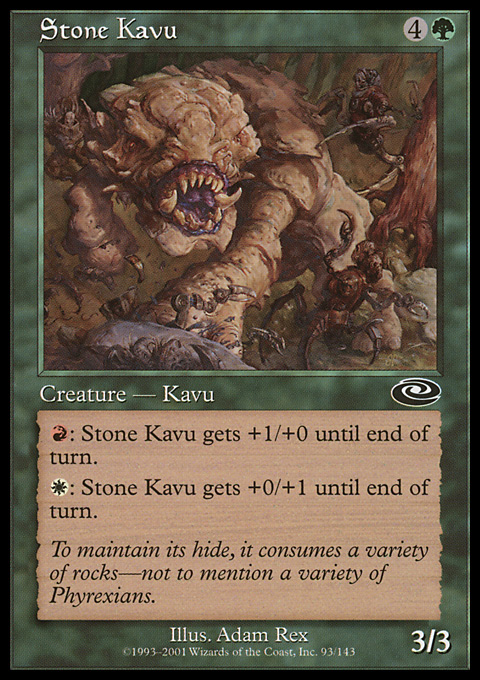 Stone Kavu 4
Creature — Kavu
: Stone Kavu gets +1/+0 until end of
turn.
: Stone Kavu gets +0/+1 until end of
turn.
To maintain its hide, it consumes a variety
of rocks—not to mention a variety of
Phyrexians.
Illus. Adam Rex
3/3
©1993–2001 Wizards of the Coast, Inc. 93/143